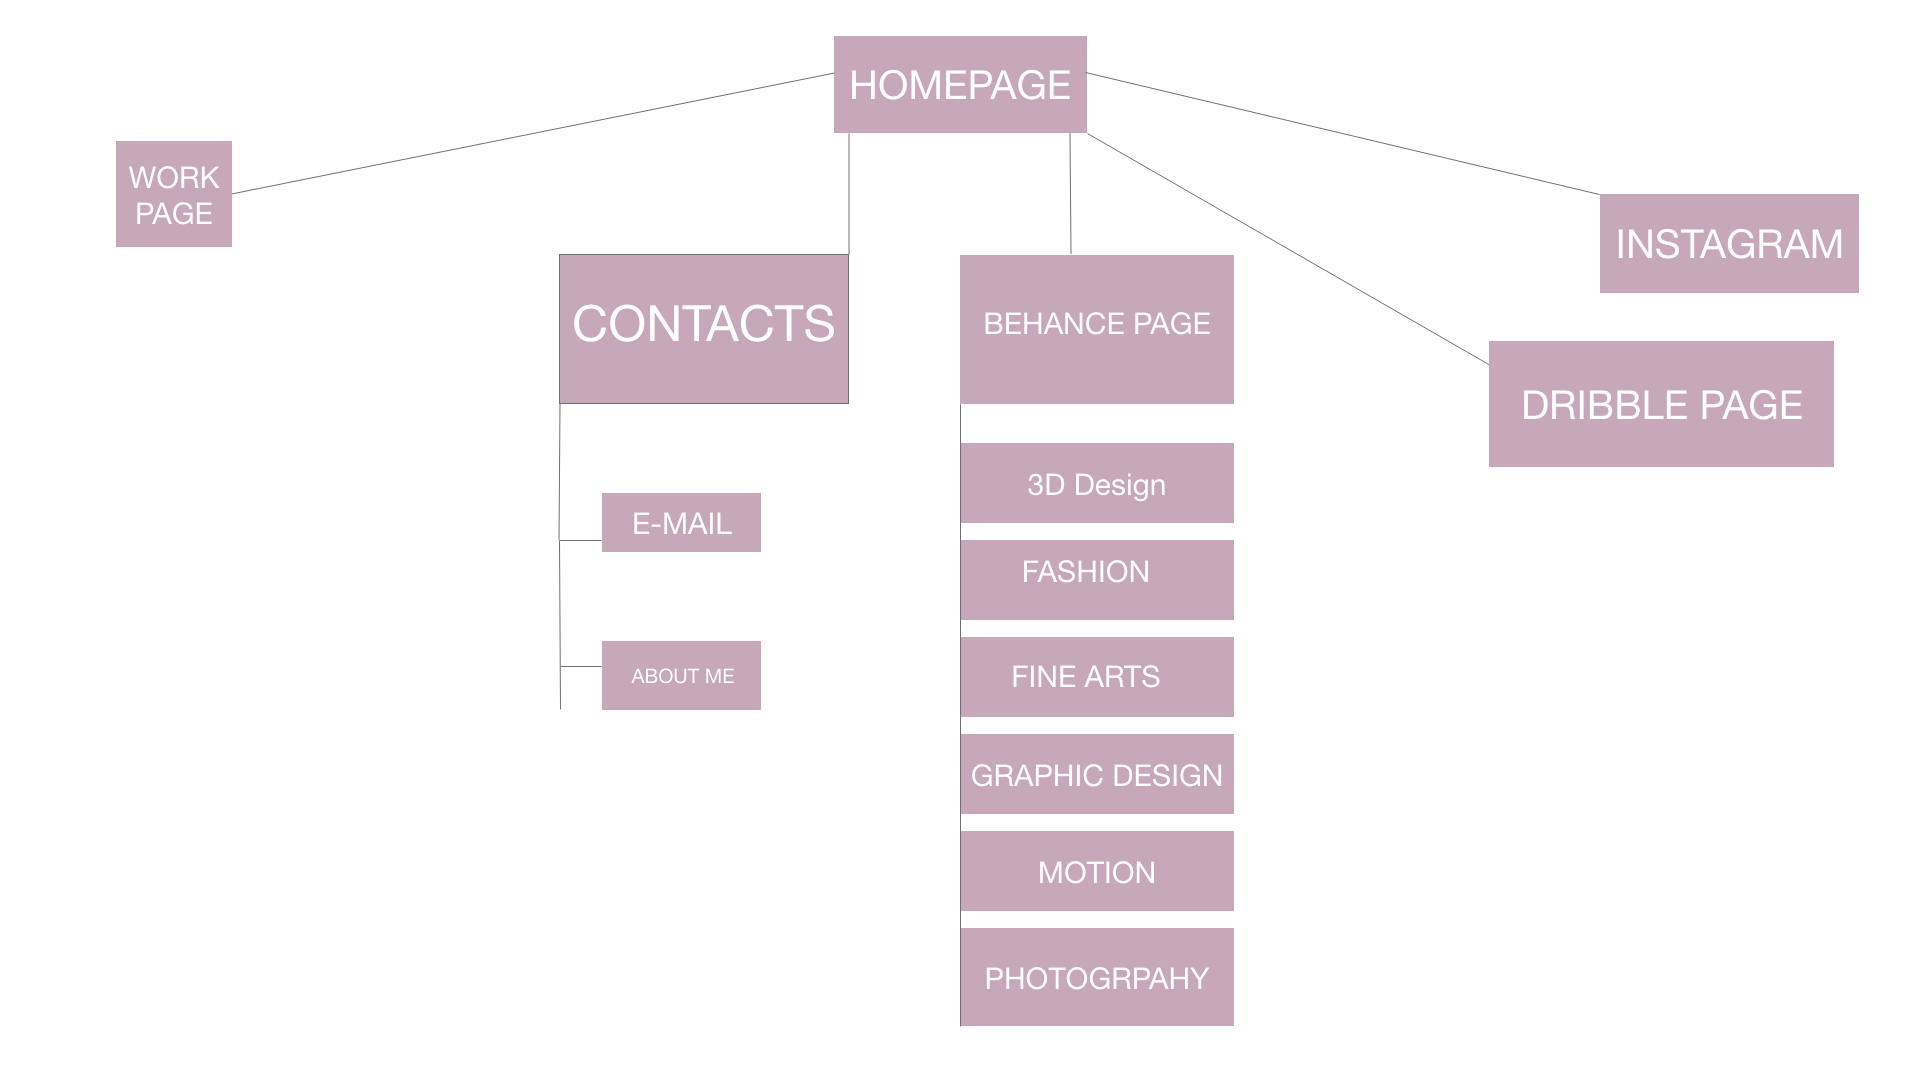 HOMEPAGE
WORK
PAGE
INSTAGRAM
CONTACTS
BEHANCE PAGE
DRIBBLE PAGE
3D Design
E-MAIL
FASHION
ABOUT ME
FINE ARTS
GRAPHIC DESIGN
MOTION
PHOTOGRPAHY